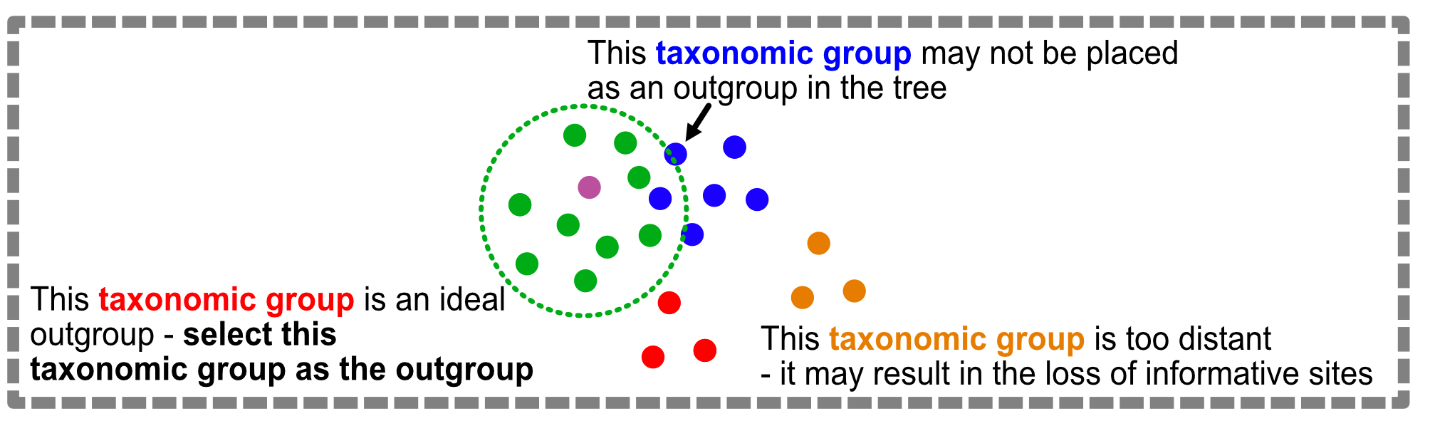 This taxonomic group may not be placed
as an outgroup in the tree
This taxonomic group is an ideal
outgroup - select this
taxonomic group as the outgroup
This taxonomic group is too distant
- it may result in the loss of informative sites